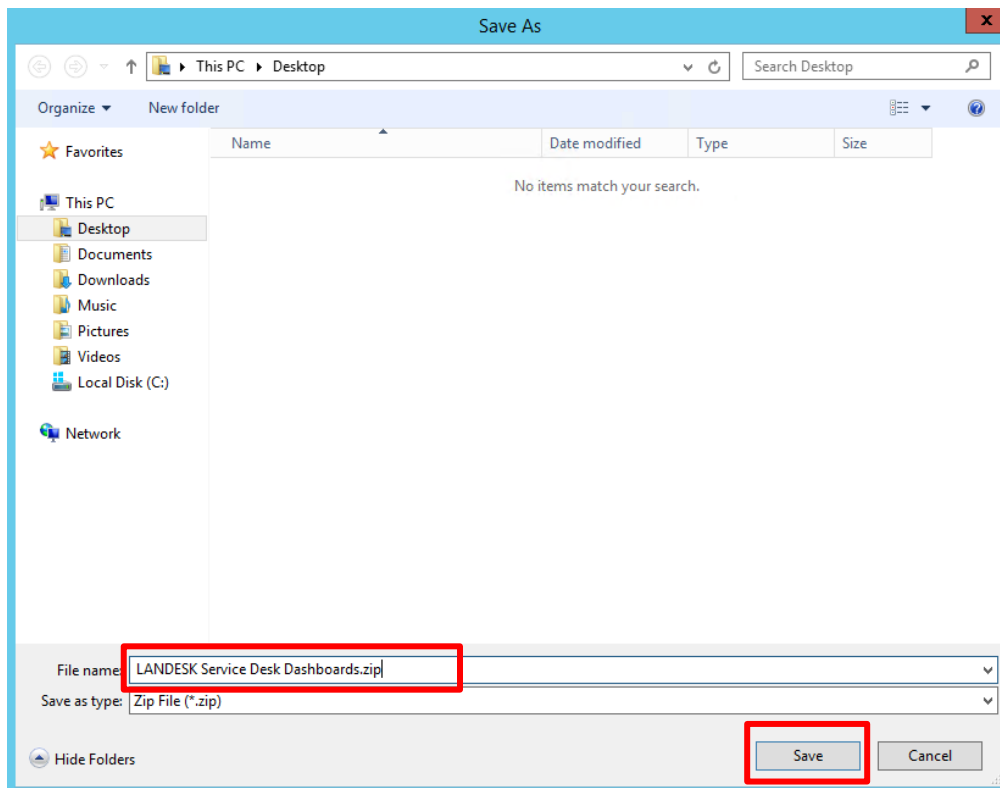 Save As
x
This PC Desktop
Search Desktop
Organize New folder
Name Date modified Type Size
Favorites
No items match your search.
This PC
Desktop
Documents
Downloads
Music
Pictures
Videos
Local Disk (C:)
Network
File name: LANDESK Service Desk Dashboards.zip
Save as type: Zip File (*.zip)
Hide Folders Save Cancel